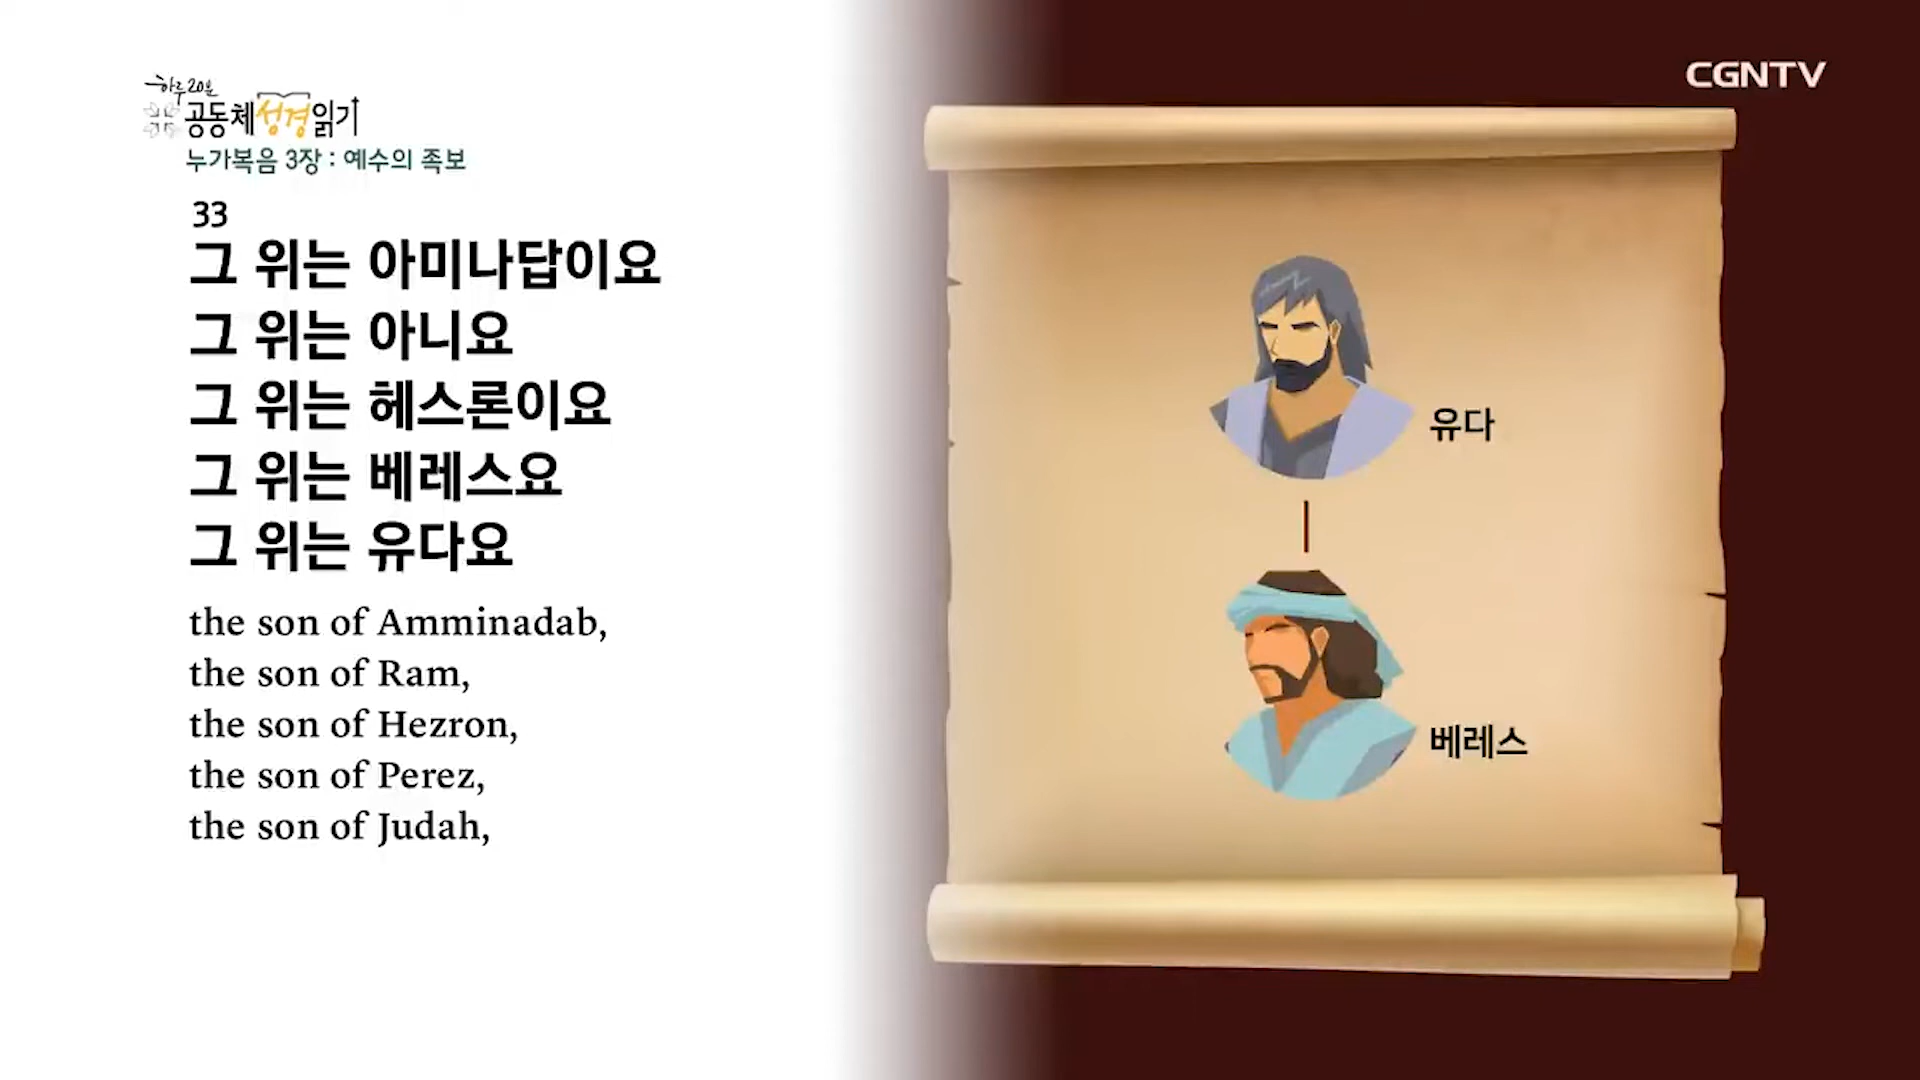 하루 20분
공동체성경읽기
누가복음 3장 : 예수의 족보
33
그 위는 아미나답이요
그 위는 아니요
그 위는 헤스론이요
그 위는 베레스요
그 위는 유다요
the son of Amminadab,
the son of Ram,
the son of Hezron,
the son of Perez,
the son of Judah,
CGNTV
유다
베레스